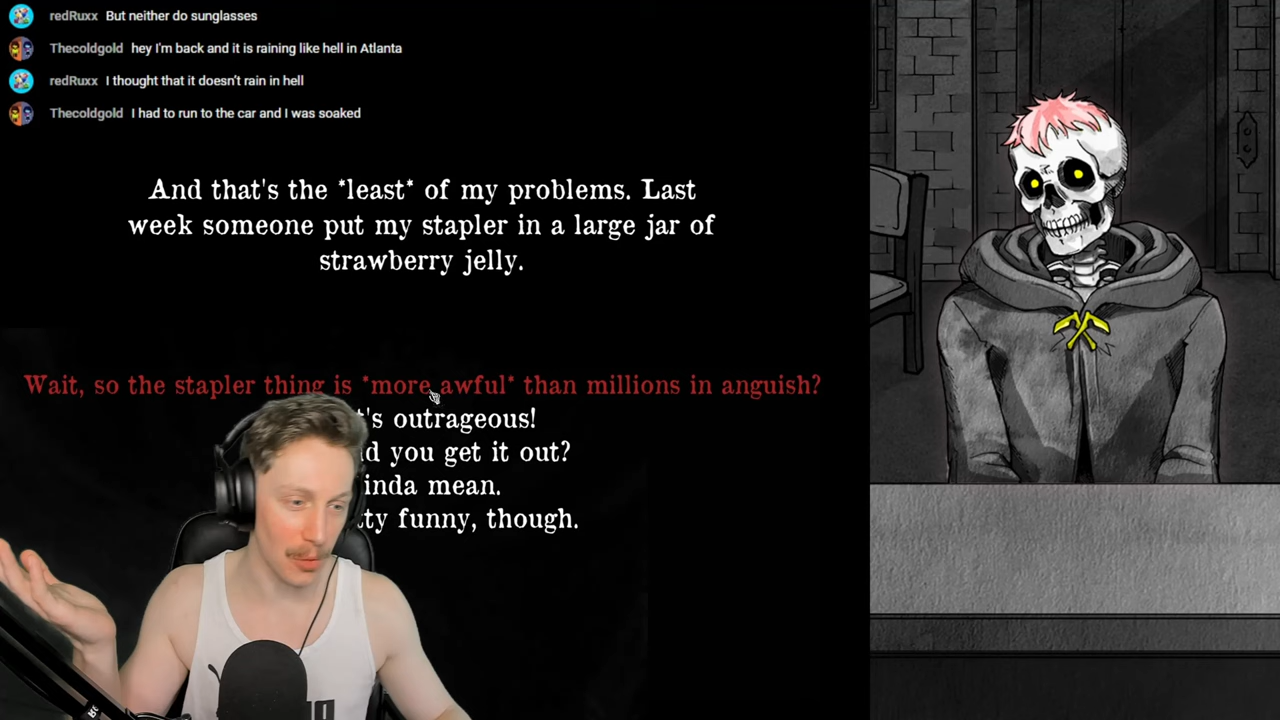 redRuxx But neither do sunglasses
Thecoldgold hey I'm back and it is raining like hell in Atlanta
redRuxx I thought that it doesn't rain in hell
Thecoldgold I had to run to the car and I was soaked
And that's the *least* of my problems. Last
week someone put my stapler in a large jar of
strawberry jelly.
Wait, so the stapler thing is *more awful* than millions in anguish?
outrageous!
you get it out?
mean.
funny, though.